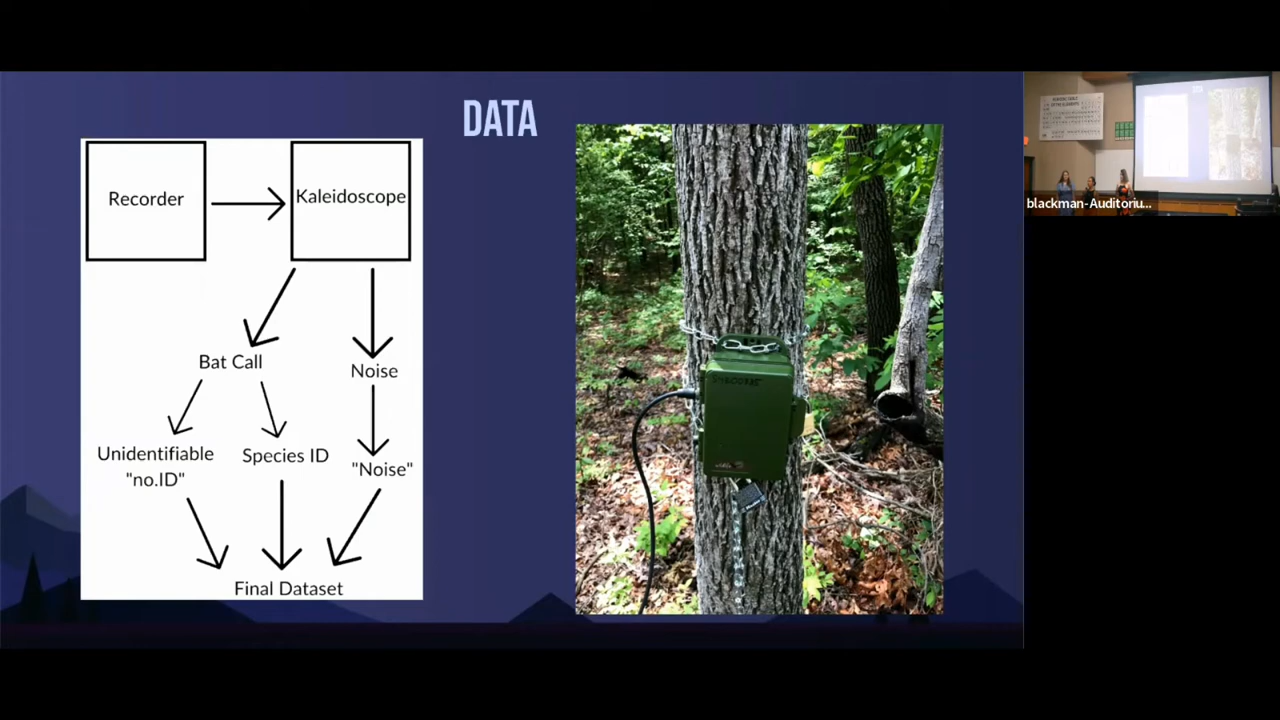 DATA
Recorder
Kaleidoscope
Bat Call
Noise
Unidentifiable
"no.ID"
Species ID
"Noise"
Final Dataset
blackman-Auditoriu...